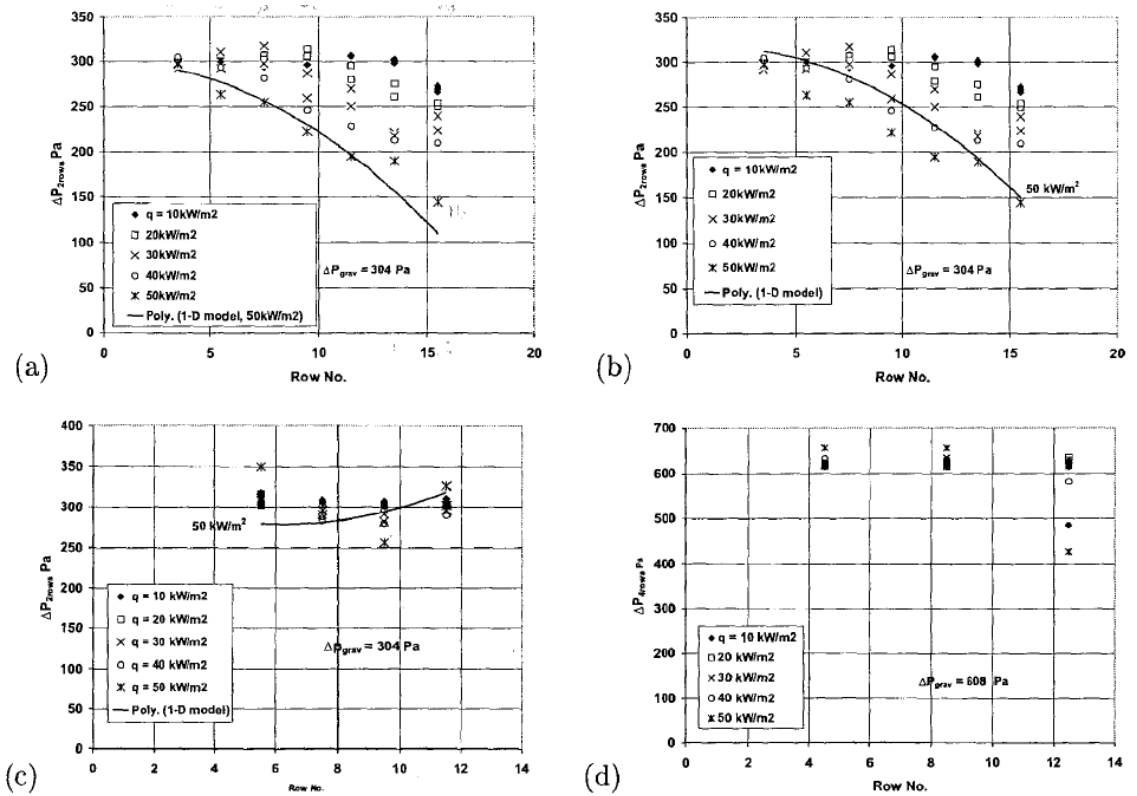 350
300
250
200
150
100
50
0
ΔP2rows Pa
q = 10kW/m2
20kW/m2
30kW/m2
40kW/m2
50kW/m2
Poly. (1-D model, 50kW/m2)
ΔPgrav = 304 Pa
0 5 10 15 20
Row No.
(a)
350
300
250
200
150
100
50
0
ΔP2rows Pa
q = 10kW/m2
20kW/m2
30kW/m2
40kW/m2
50kW/m2
Poly. (1-D model)
50 kW/m²
ΔPgrav = 304 Pa
0 5 10 15 20
Row No.
(b)
400
350
300
250
200
150
100
50
0
ΔP2rows Pa
50 kW/m²
q = 10 kW/m2
q = 20 kW/m2
q = 30 kW/m2
q = 40 kW/m2
q = 50 kW/m2
Poly. (1-D model)
ΔPgrav = 304 Pa
0 2 4 6 8 10 12 14
Row No.
(c)
700
600
500
400
300
200
100
0
ΔP4rows Pa
q = 10 kW/m2
20 kW/m2
30 kW/m2
40 kW/m2
50 kW/m2
ΔPgrav = 608 Pa
0 2 4 6 8 10 12 14
Row No.
(d)